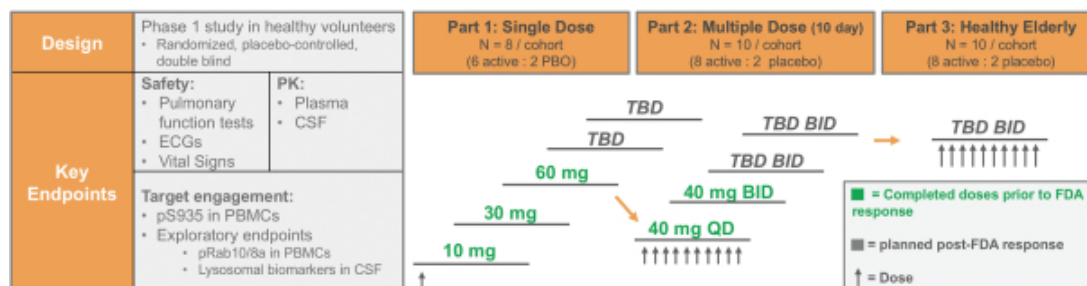 Design
Phase 1 study in healthy volunteers
• Randomized, placebo-controlled,
double blind
Key
Endpoints
Safety:
• Pulmonary
function tests
• ECGs
• Vital Signs
PK:
• Plasma
• CSF
Target engagement:
• pS935 in PBMCs
• Exploratory endpoints
• pRab10/8a in PBMCs
• Lysosomal biomarkers in CSF
Part 1: Single Dose
N = 8 / cohort
(6 active : 2 PBO)
Part 2: Multiple Dose (10 day)
N = 10 / cohort
(8 active : 2 placebo)
Part 3: Healthy Elderly
N = 10 / cohort
(8 active : 2 placebo)
TBD
TBD
60 mg
30 mg
10 mg
TBD BID
TBD BID
40 mg BID
40 mg QD
TBD BID
= Completed doses prior to FDA
response
= planned post-FDA response
= Dose